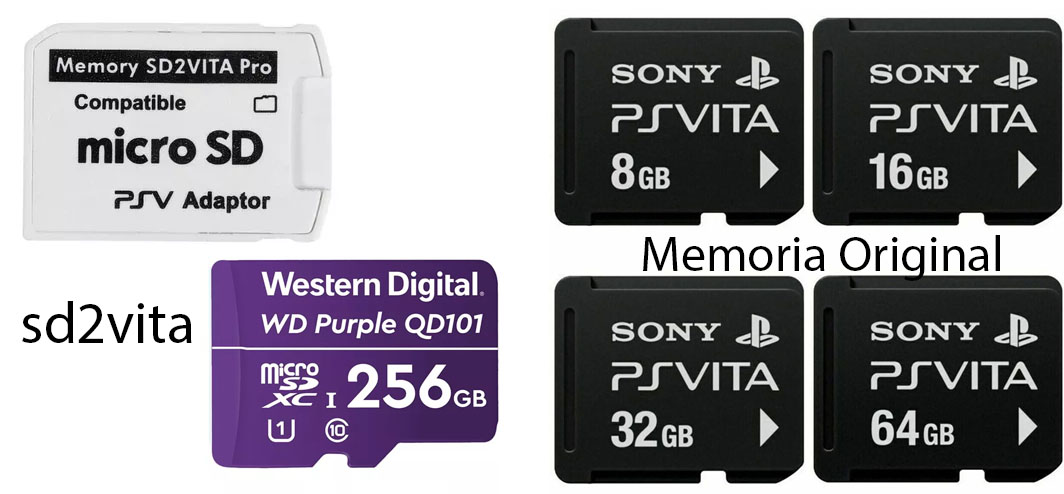 Memory SD2VITA Pro
Compatible
micro SD
PSV Adaptor
sd2vita
Western Digital.
WD Purple QD101
micro
SD
XC I 256GB
1 10
SONY
PSVITA
8GB
SONY
PSVITA
16GB
Memoria Original
SONY
PSVITA
32GB
SONY
PSVITA
64GB